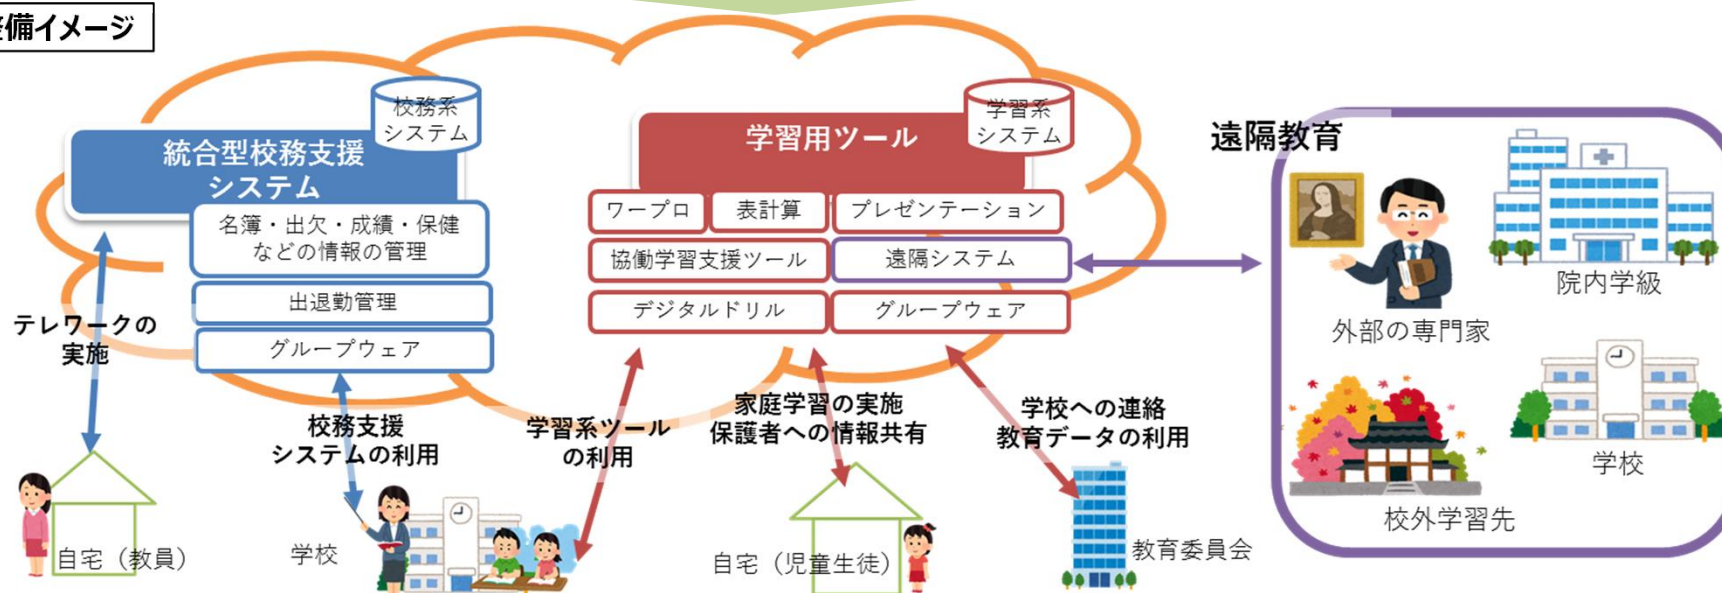 備イメージ
校務系
システム
統合型校務支援
システム
名簿・出欠・成績・保健
などの情報の管理
出退勤管理
グループウェア
学習系
システム
学習用ツール
ワープロ
表計算
プレゼンテーション
協働学習支援ツール
遠隔システム
デジタルドリル
グループウェア
遠隔教育
外部の専門家
院内学級
校外学習先
学校
テレワークの
実施
校務支援
システムの利用
学習系ツール
の利用
家庭学習の実施
保護者への情報共有
学校への連絡
教育データの利用
自宅（教員）
学校
自宅（児童生徒）
教育委員会